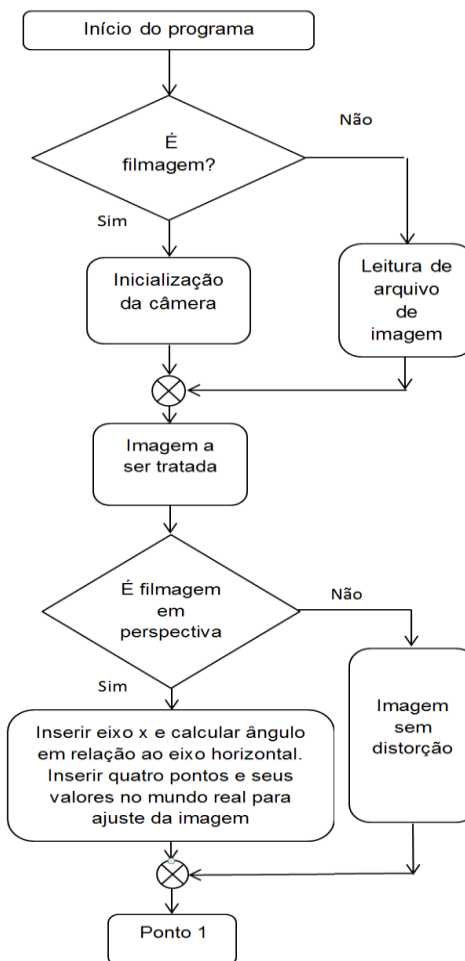 Início do programa
Não
É
filmagem?
Sim
Inicialização
da câmera
Leitura de
arquivo
de
imagem
Imagem a
ser tratada
É filmagem
em
perspectiva
Não
Sim
Inserir eixo x e calcular ângulo
em relação ao eixo horizontal.
Inserir quatro pontos e seus
valores no mundo real para
ajuste da imagem
Imagem
sem
distorção
Ponto 1